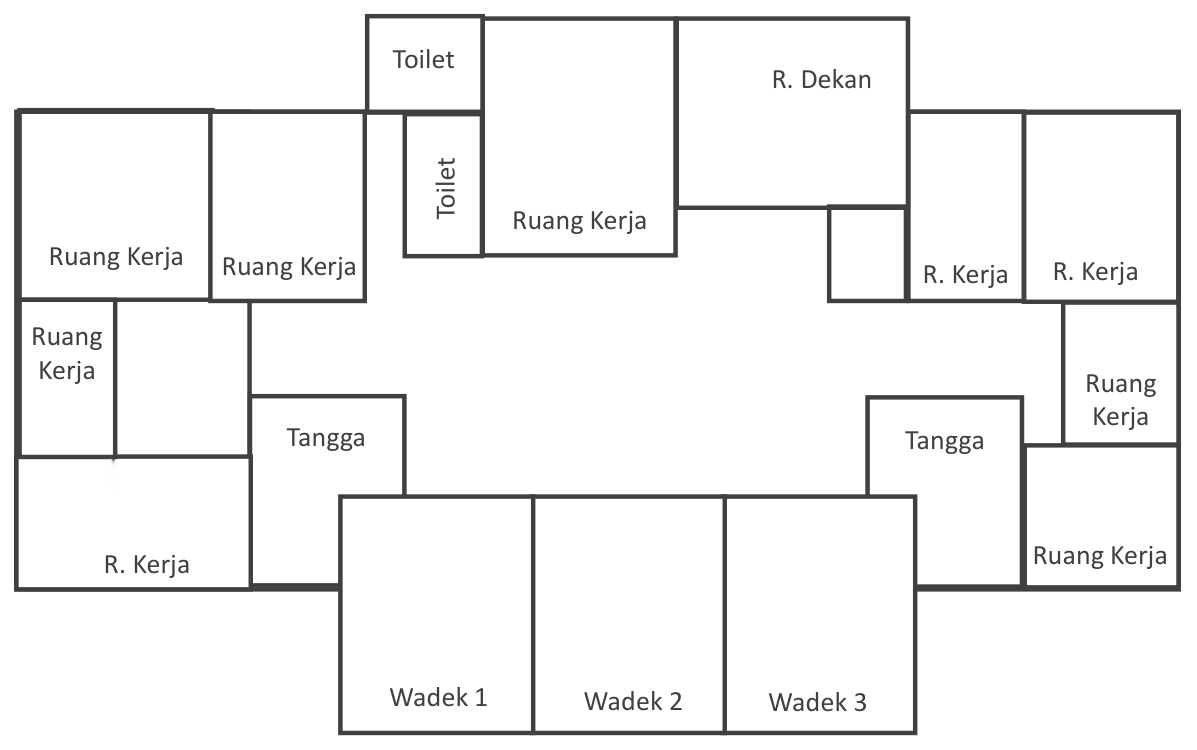 Toilet
R. Dekan
Toilet
Ruang Kerja
Ruang Kerja
Ruang Kerja
R. Kerja
R. Kerja
Ruang
Kerja
Ruang
Kerja
Tangga
Tangga
R. Kerja
Ruang Kerja
Wadek 1
Wadek 2
Wadek 3